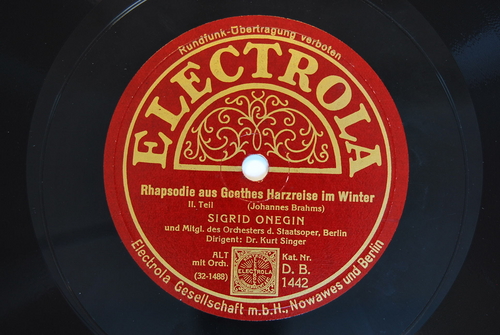 Rundfunk-Übertragung verboten
ELECTROLA
Rhapsodie aus Goethes Harzreise im Winter
II. Teil (Johannes Brahms)
SIGRID ONEGIN
und Mitgl. des Orchesters d. Staatsoper, Berlin
Dirigent: Dr. Kurt Singer
ALT
mit Orch.
(32-1488)
ELECTROLA
Kat. Nr.
D. B.
1442
Electrola Gesellschaft m.b.H., Nowawes und Berlin